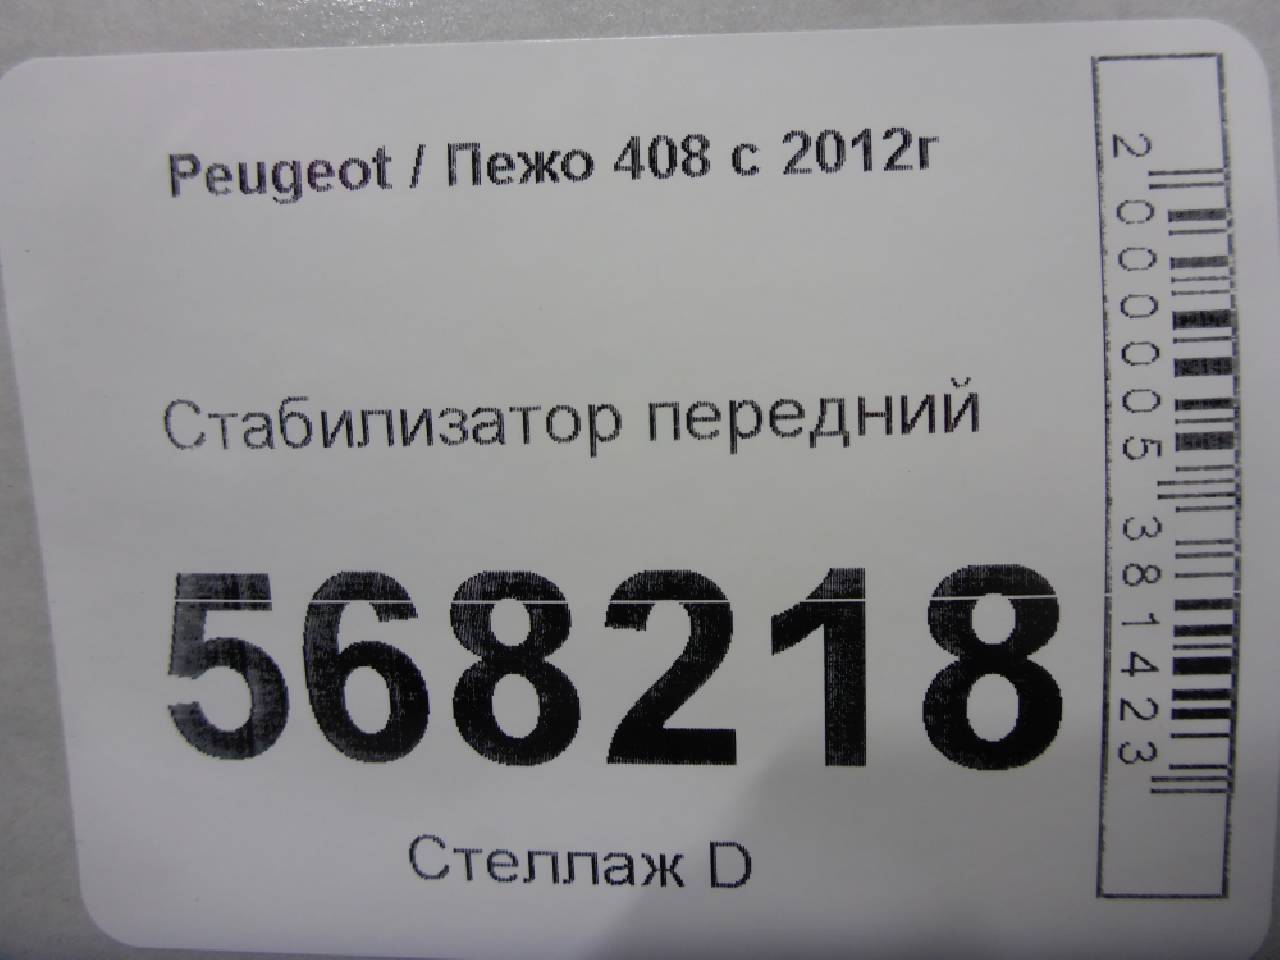 Peugeot / Пежо 408 с 2012г
Стабилизатор передний
568218
Стеллаж D
2000005381423